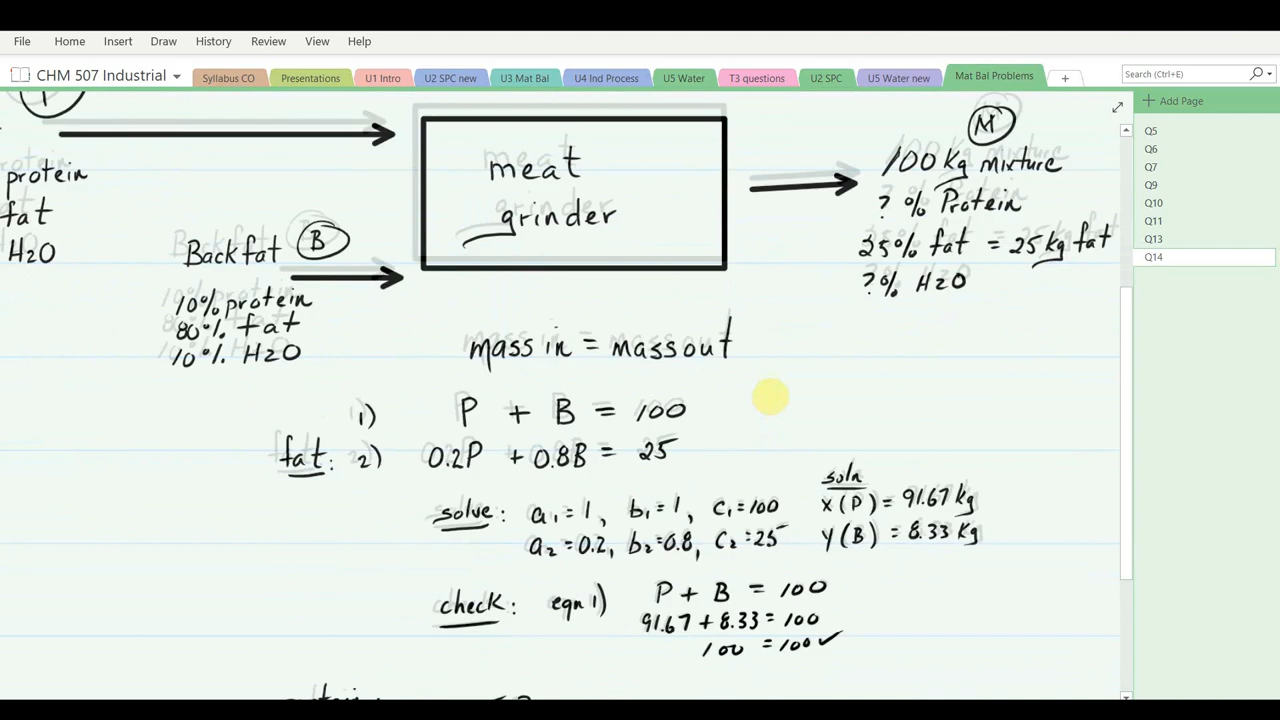 File Home Insert Draw History Review View Help
CHM 507 Industrial
Syllabus CO Presentations U1 Intro U2 SPC new U3 Mat Bal U4 Ind Process U5 Water T3 questions U2 SPC U5 Water new Mat Bal Problems +
Search (Ctrl+E)
Add Page
Q5
Q6
Q7
Q9
Q10
Q11
Q13
Q14
protein
fat
H2O
Back fat B
10% protein
80% fat
10% H2O
meat
grinder
M
100 Kg mixture
? % Protein
25% fat = 25 kg fat
?% H2O
mass in = mass out
1) P + B = 100
fat: 2) 0.2P + 0.8B = 25
solve: a1 = 1, b1 = 1, c1 = 100
a2 = 0.2, b2 = 0.8, c2 = 25
soln
X (P) = 91.67 kg
Y (B) = 8.33 Kg
check: eqn 1) P + B = 100
91.67 + 8.33 = 100
100 = 100 ✓